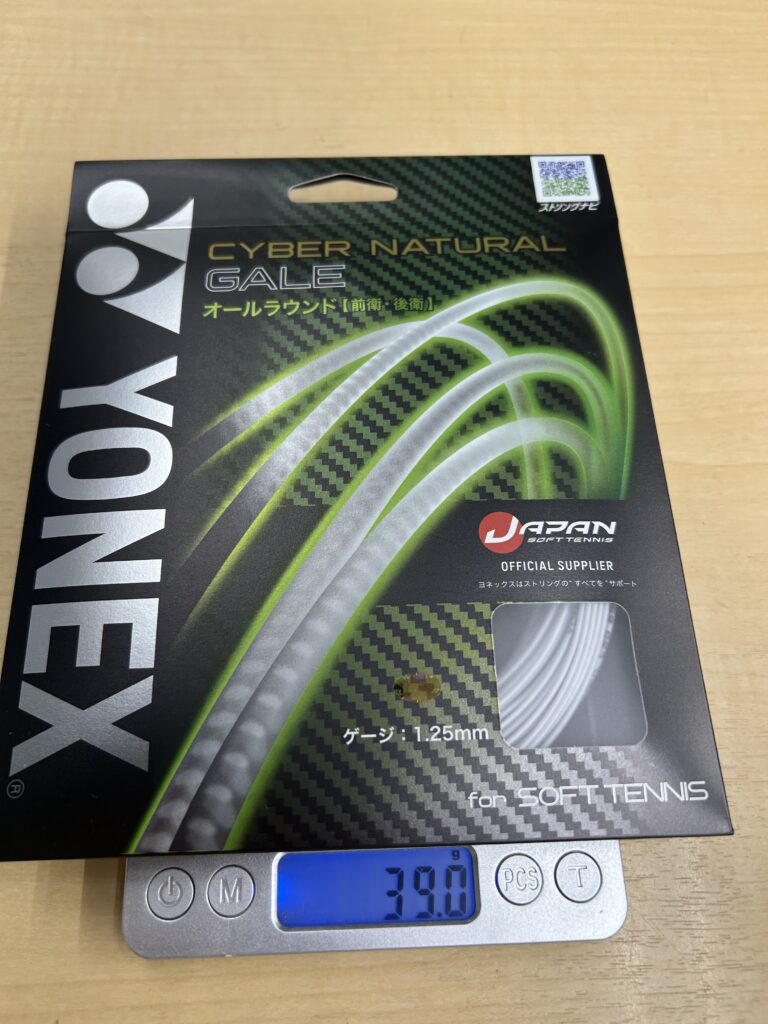 ストリングナビ
CYBER NATURAL
GALE
オールラウンド【前衛・後衛】
YONEX
®
JAPAN
SOFT TENNIS
OFFICIAL SUPPLIER
ヨネックスはストリングの"すべてを"サポート
ゲージ：1.25mm
for SOFT TENNIS
M
39.0 g
PCS
T